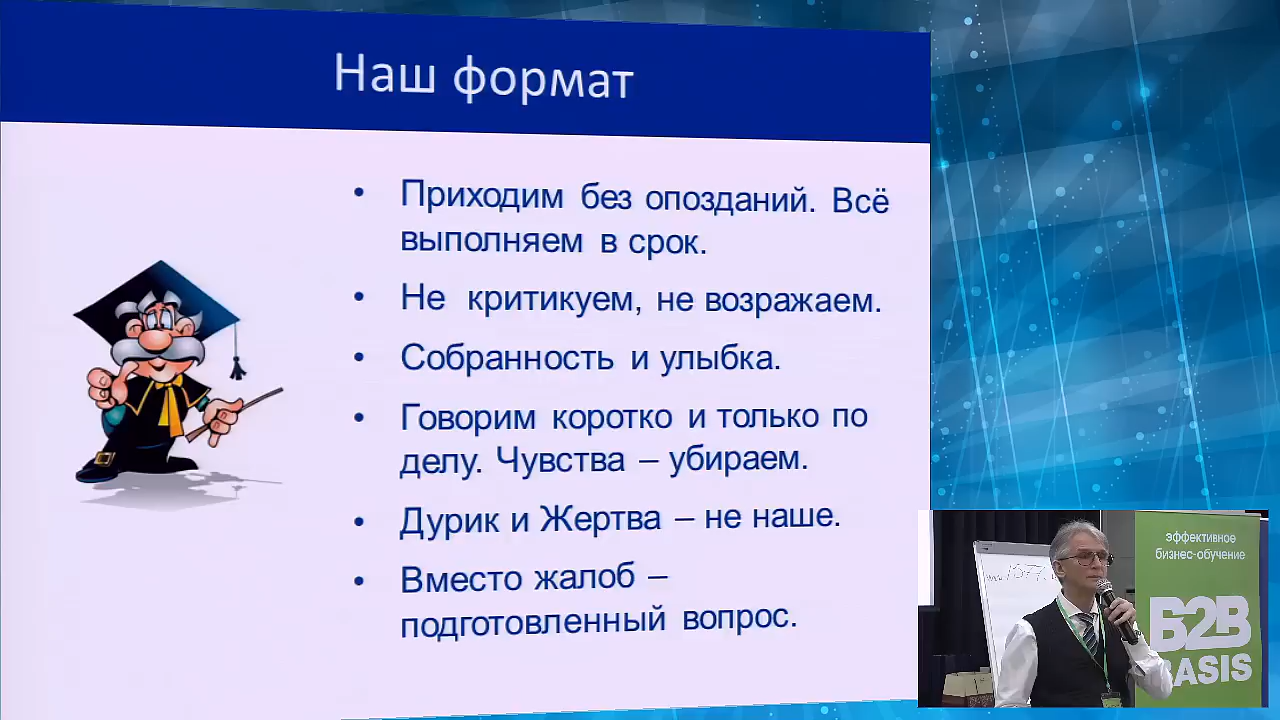 Наш формат
• Приходим без опозданий. Всё
выполняем в срок.
• Не критикуем, не возражаем.
• Собранность и улыбка.
• Говорим коротко и только по
делу. Чувства – убираем.
• Дурик и Жертва – не наше.
• Вместо жалоб –
подготовленный вопрос.
эффективное
бизнес-обучение
Б2B
BASIS